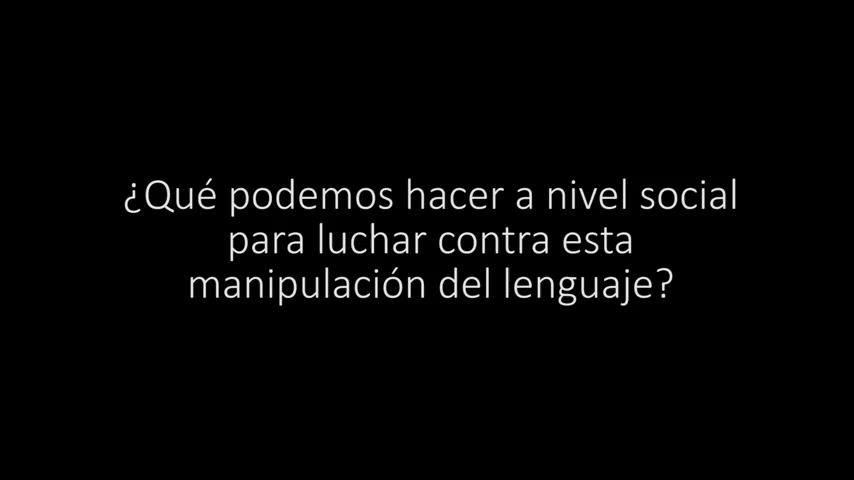 ¿Qué podemos hacer a nivel social
para luchar contra esta
manipulación del lenguaje?